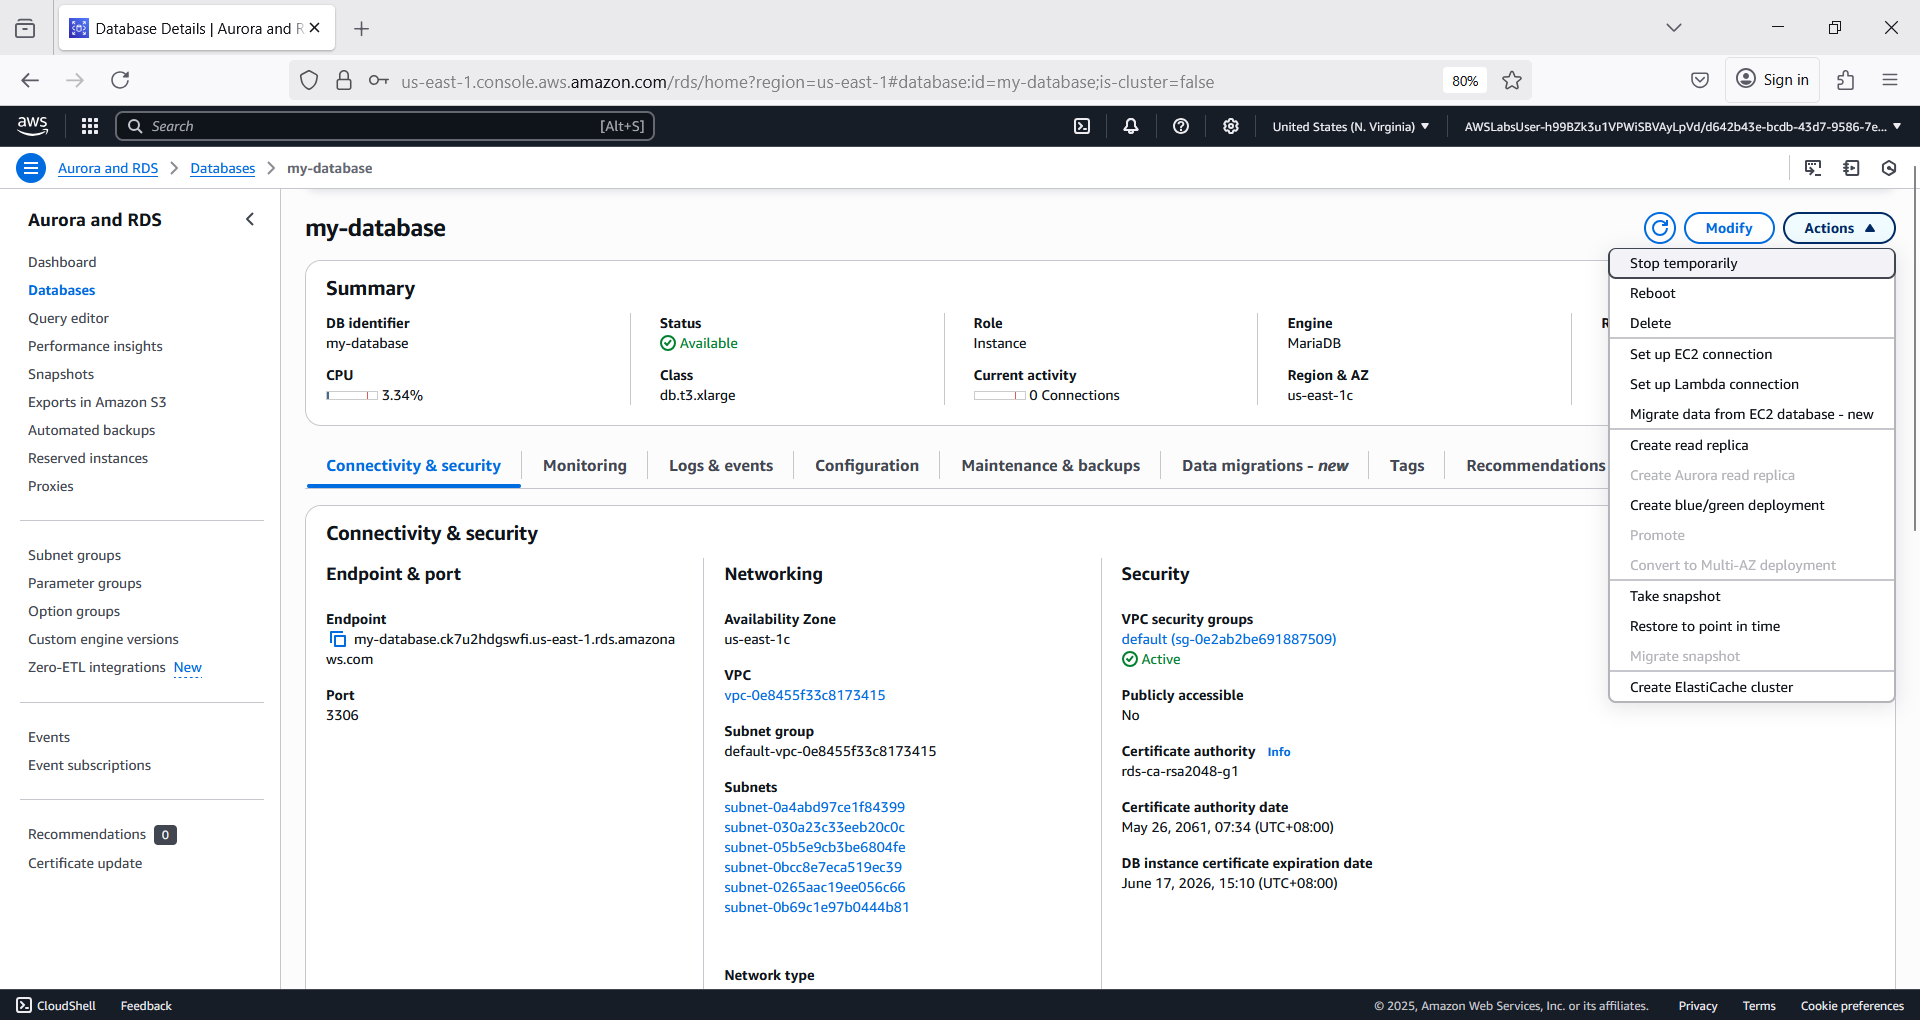 Database Details | Aurora and R
us-east-1.console.aws.amazon.com/rds/home?region=us-east-1#database:id=my-database;is-cluster=false
80%
Sign in
aws
Search
[Alt+S]
United States (N. Virginia)
AWSLabsUser-h99BZk3u1VPWiSBVAyLpVd/d642b43e-bcdb-43d7-9586-7e...
Aurora and RDS
Databases
my-database
Aurora and RDS
Dashboard
Databases
Query editor
Performance insights
Snapshots
Exports in Amazon S3
Automated backups
Reserved instances
Proxies
Subnet groups
Parameter groups
Option groups
Custom engine versions
Zero-ETL integrations New
Events
Event subscriptions
Recommendations 0
Certificate update
my-database
Modify
Actions
Stop temporarily
Reboot
Delete
Set up EC2 connection
Set up Lambda connection
Migrate data from EC2 database - new
Create read replica
Create Aurora read replica
Create blue/green deployment
Promote
Convert to Multi-AZ deployment
Take snapshot
Restore to point in time
Migrate snapshot
Create ElastiCache cluster
Summary
DB identifier
my-database
CPU
3.34%
Status
Available
Class
db.t3.xlarge
Role
Instance
Current activity
0 Connections
Engine
MariaDB
Region & AZ
us-east-1c
Connectivity & security
Monitoring
Logs & events
Configuration
Maintenance & backups
Data migrations - new
Tags
Recommendations
Connectivity & security
Endpoint & port
Endpoint
my-database.ck7u2hdgswfi.us-east-1.rds.amazona
ws.com
Port
3306
Networking
Availability Zone
us-east-1c
VPC
vpc-0e8455f33c8173415
Subnet group
default-vpc-0e8455f33c8173415
Subnets
subnet-0a4abd97ce1f84399
subnet-030a23c33eeb20c0c
subnet-05b5e9cb3be6804fe
subnet-0bcc8e7eca519ec39
subnet-0265aac19ee056c66
subnet-0b69c1e97b0444b81
Network type
Security
VPC security groups
default (sg-0e2ab2be691887509)
Active
Publicly accessible
No
Certificate authority Info
rds-ca-rsa2048-g1
Certificate authority date
May 26, 2061, 07:34 (UTC+08:00)
DB instance certificate expiration date
June 17, 2026, 15:10 (UTC+08:00)
CloudShell
Feedback
© 2025, Amazon Web Services, Inc. or its affiliates.
Privacy
Terms
Cookie preferences